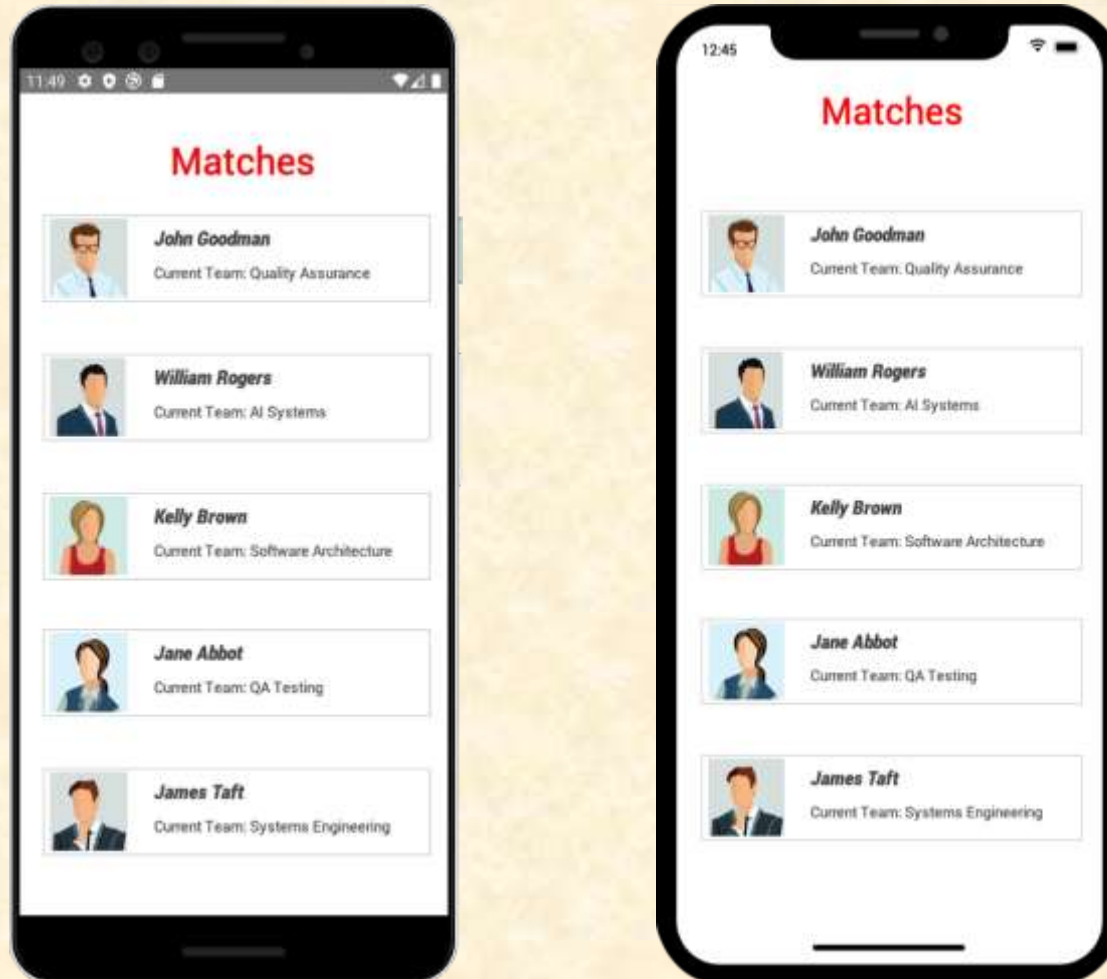 11:49
Matches
John Goodman
Current Team: Quality Assurance
William Rogers
Current Team: AI Systems
Kelly Brown
Current Team: Software Architecture
Jane Abbot
Current Team: QA Testing
James Taft
Current Team: Systems Engineering
12:45
Matches
John Goodman
Current Team: Quality Assurance
William Rogers
Current Team: AI Systems
Kelly Brown
Current Team: Software Architecture
Jane Abbot
Current Team: QA Testing
James Taft
Current Team: Systems Engineering